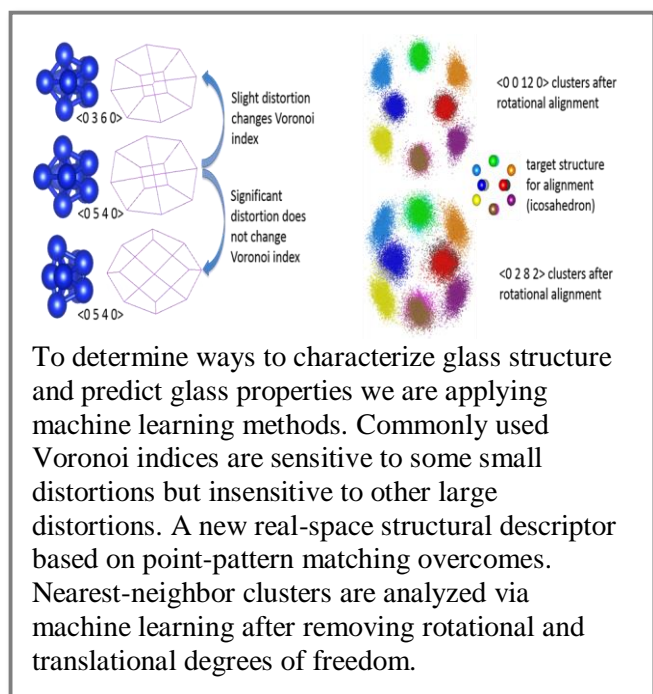 <0 3 6 0>
Slight distortion
changes Voronoi
index
<0 5 4 0>
Significant
distortion does
not change
Voronoi index
<0 5 4 0>
<0 0 12 0> clusters after
rotational alignment
target structure
for alignment
(icosahedron)
<0 2 8 2> clusters after
rotational alignment
To determine ways to characterize glass structure
and predict glass properties we are applying
machine learning methods. Commonly used
Voronoi indices are sensitive to some small
distortions but insensitive to other large
distortions. A new real-space structural descriptor
based on point-pattern matching overcomes.
Nearest-neighbor clusters are analyzed via
machine learning after removing rotational and
translational degrees of freedom.